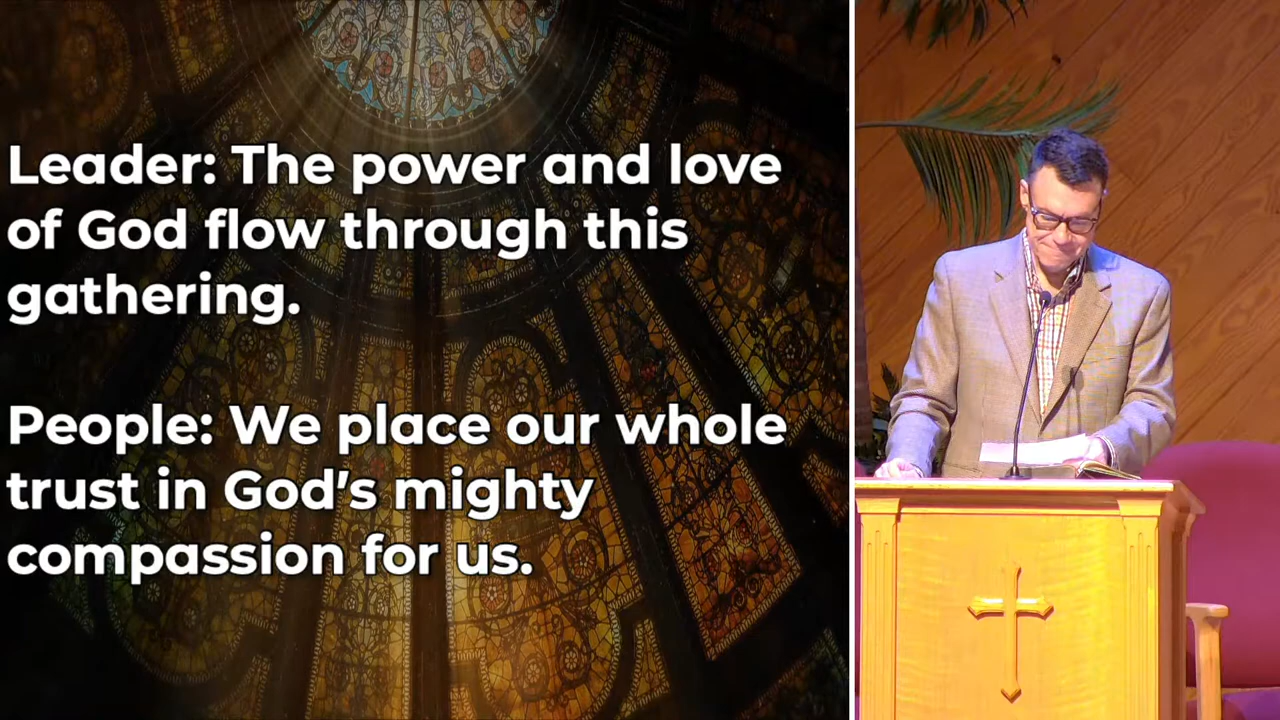 Leader: The power and love
of God flow through this
gathering.
People: We place our whole
trust in God's mighty
compassion for us.